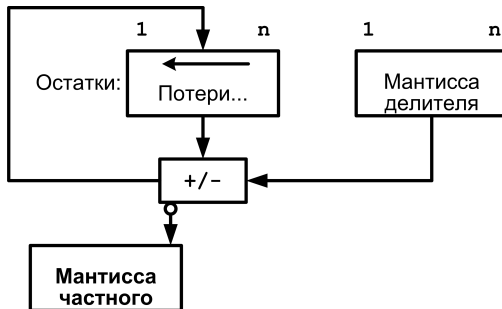 1 n 1 n
Остатки:
Потери...
Мантисса
делителя
+/-
Мантисса
частного